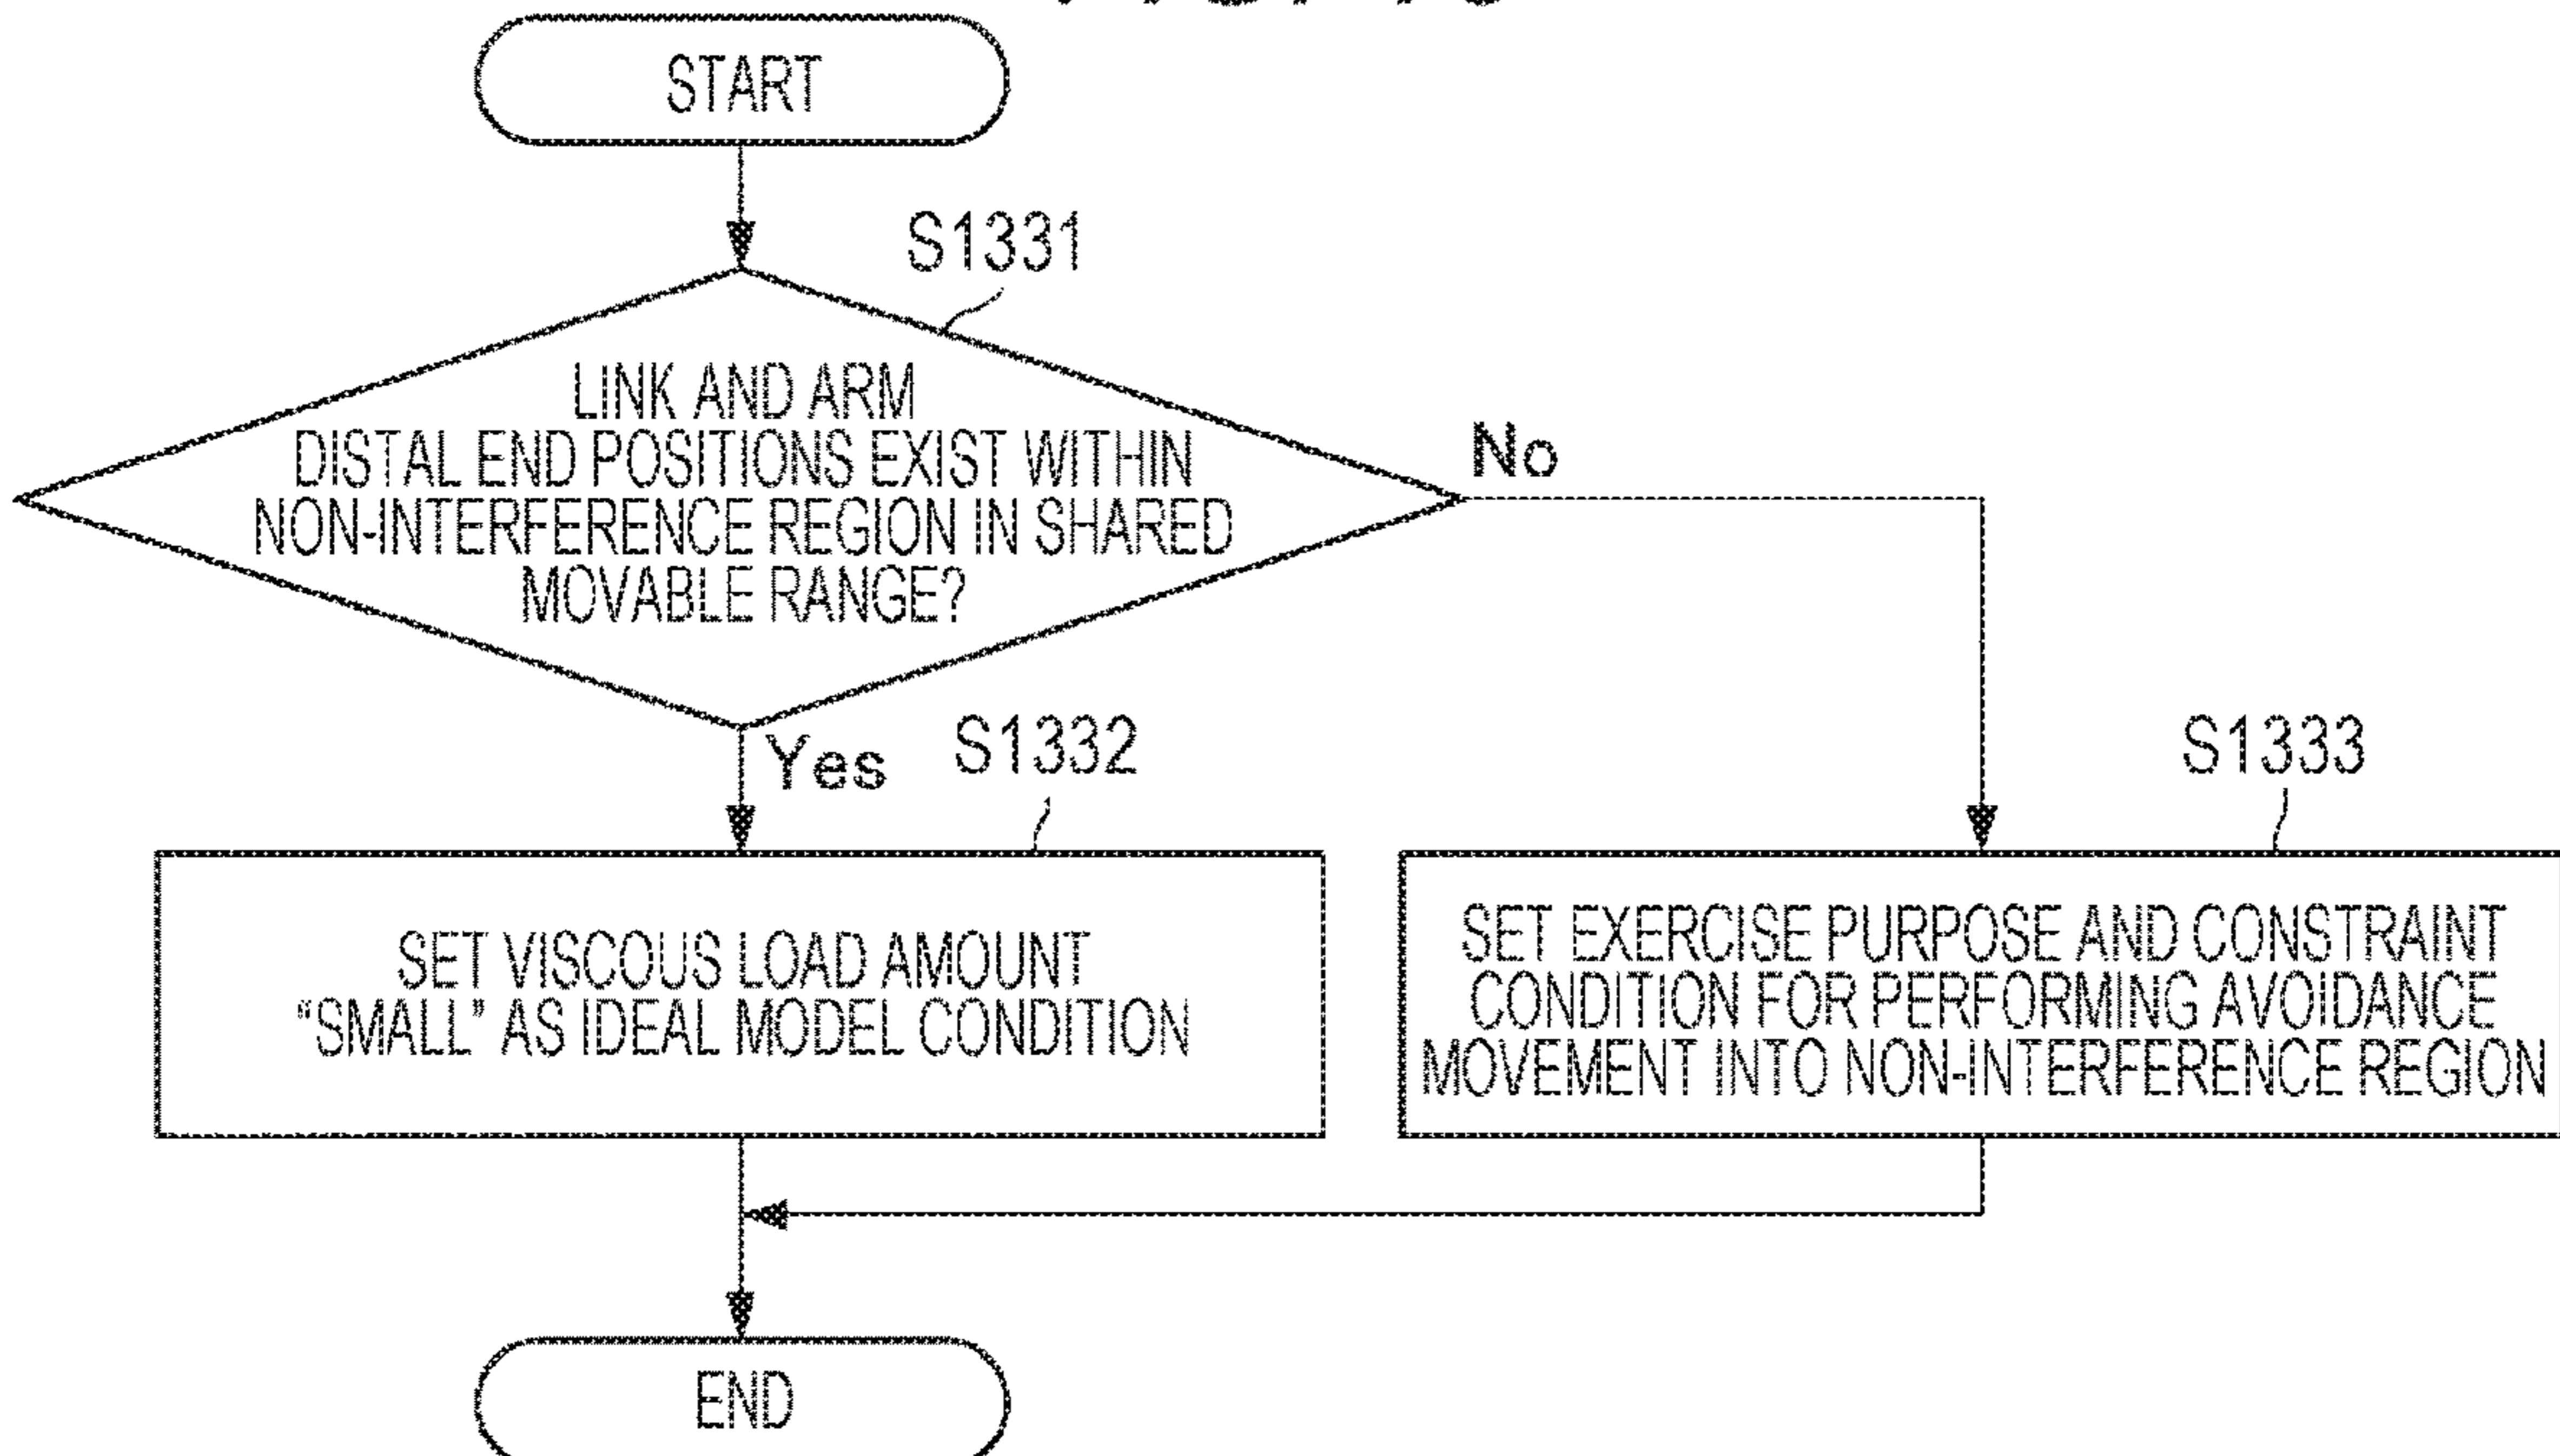 START
S1331
LINK AND ARM
DISTAL END POSITIONS EXIST WITHIN
NON-INTERFERENCE REGION IN SHARED
MOVABLE RANGE?
No
Yes
S1332
S1333
SET VISCOUS LOAD AMOUNT
“SMALL” AS IDEAL MODEL CONDITION
SET EXERCISE PURPOSE AND CONSTRAINT
CONDITION FOR PERFORMING AVOIDANCE
MOVEMENT INTO NON-INTERFERENCE REGION
END